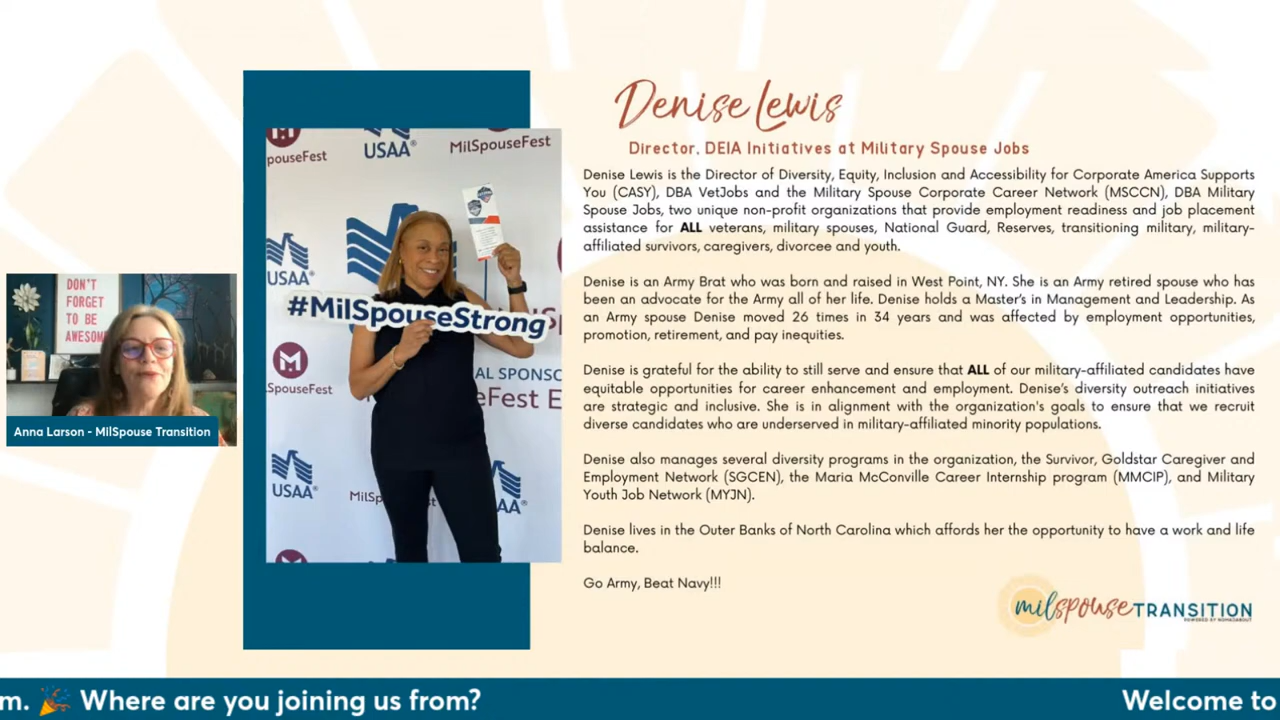 Denise Lewis
Director, DEIA Initiatives at Military Spouse Jobs
Denise Lewis is the Director of Diversity, Equity, Inclusion and Accessibility for Corporate America Supports
You (CASY), DBA VetJobs and the Military Spouse Corporate Career Network (MSCCN), DBA Military
Spouse Jobs, two unique non-profit organizations that provide employment readiness and job placement
assistance for ALL veterans, military spouses, National Guard, Reserves, transitioning military, military-
affiliated survivors, caregivers, divorcee and youth.
Denise is an Army Brat who was born and raised in West Point, NY. She is an Army retired spouse who has
been an advocate for the Army all of her life. Denise holds a Master's in Management and Leadership. As
an Army spouse Denise moved 26 times in 34 years and was affected by employment opportunities,
promotion, retirement, and pay inequities.
Denise is grateful for the ability to still serve and ensure that ALL of our military-affiliated candidates have
equitable opportunities for career enhancement and employment. Denise's diversity outreach initiatives
are strategic and inclusive. She is in alignment with the organization's goals to ensure that we recruit
diverse candidates who are underserved in military-affiliated minority populations.
Denise also manages several diversity programs in the organization, the Survivor, Goldstar Caregiver and
Employment Network (SGCEN), the Maria McConville Career Internship program (MMCIP), and Military
Youth Job Network (MYJN).
Denise lives in the Outer Banks of North Carolina which affords her the opportunity to have a work and life
balance.
Go Army, Beat Navy!!!
milspouse TRANSITION
pouseFest
USAA
MilSpouseFest
USAA
#MilSpouseStrong
M
SpouseFest
AL SPONSO
eFest E
USAA
DON'T
FORGET
TO BE
AWESOME
Anna Larson - MilSpouse Transition
m. 🎉 Where are you joining us from?
Welcome to